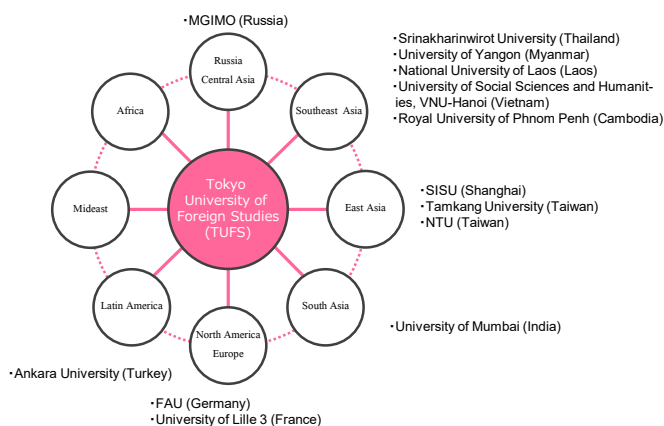 ・MGIMO (Russia)
Russia
Central Asia
・Srinakharinwirot University (Thailand)
・University of Yangon (Myanmar)
・National University of Laos (Laos)
・University of Social Sciences and Humanit-
ies, VNU-Hanoi (Vietnam)
・Royal University of Phnom Penh (Cambodia)
Africa
Southeast Asia
Tokyo
University of
Foreign Studies
(TUFS)
Mideast
East Asia
・SISU (Shanghai)
・Tamkang University (Taiwan)
・NTU (Taiwan)
Latin America
South Asia
・University of Mumbai (India)
North America
Europe
・Ankara University (Turkey)
・FAU (Germany)
・University of Lille 3 (France)